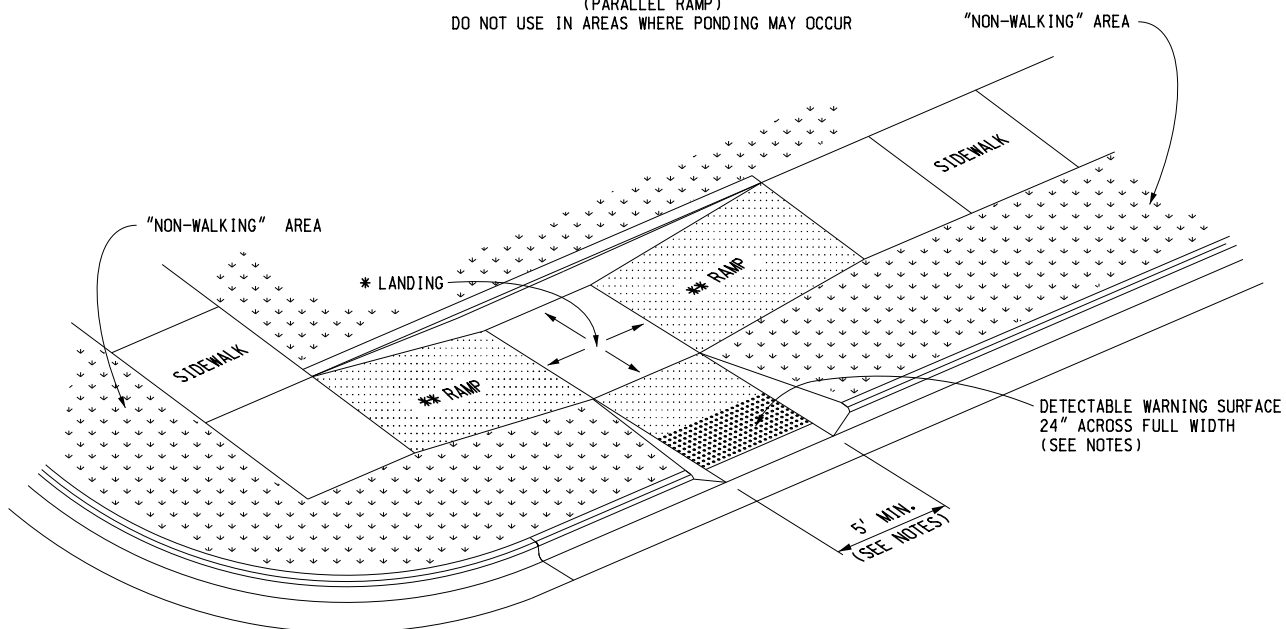 (PARALLEL RAMP)
DO NOT USE IN AREAS WHERE PONDING MAY OCCUR
"NON-WALKING" AREA
SIDEWALK
"NON-WALKING" AREA
* LANDING
** RAMP
SIDEWALK
** RAMP
DETECTABLE WARNING SURFACE
24" ACROSS FULL WIDTH
(SEE NOTES)
5' MIN.
(SEE NOTES)